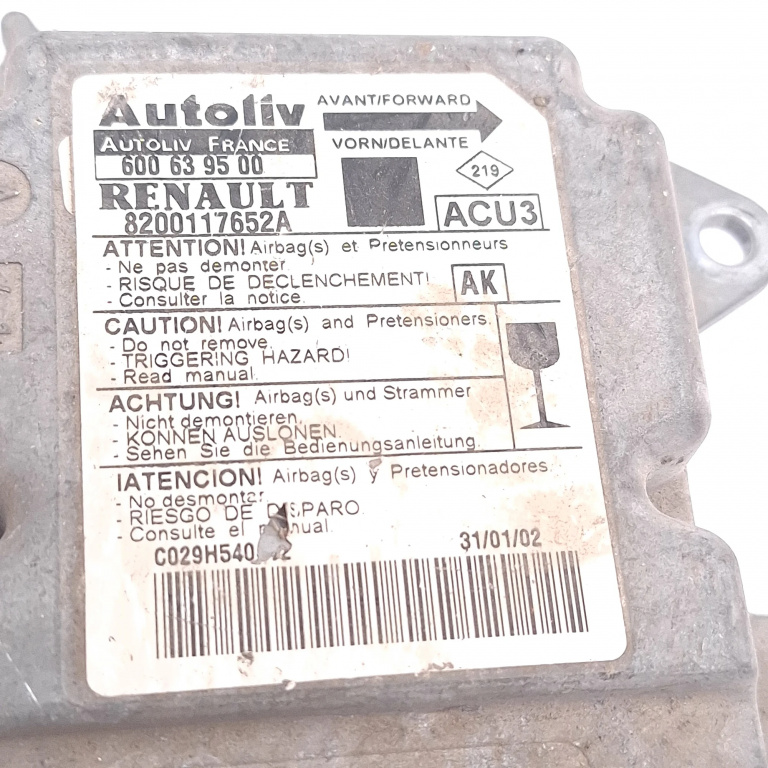 Autoliv
AVANT/FORWARD
AUTOLIV FRANCE
VORN/DELANTE
600 63 95 00
219
RENAULT
ACU3
8200117652A
ATTENTION! Airbag(s) et Pretensionneurs
- Ne pas demonter.
- RISQUE DE DECLENCHEMENT!
- Consulter la notice.
AK
CAUTION! Airbag(s) and Pretensioners.
- Do not remove.
- TRIGGERING HAZARD!
- Read manual.
ACHTUNG! Airbag(s) und Strammer
- Nicht demontieren.
- KONNEN AUSLONEN.
- Sehen Sie die Bedienungsanleitung.
IATENCION! Airbag(s) y Pretensionadores.
- No desmontar.
- RIESGO DE DISPARO.
- Consulte el manual.
31/01/02